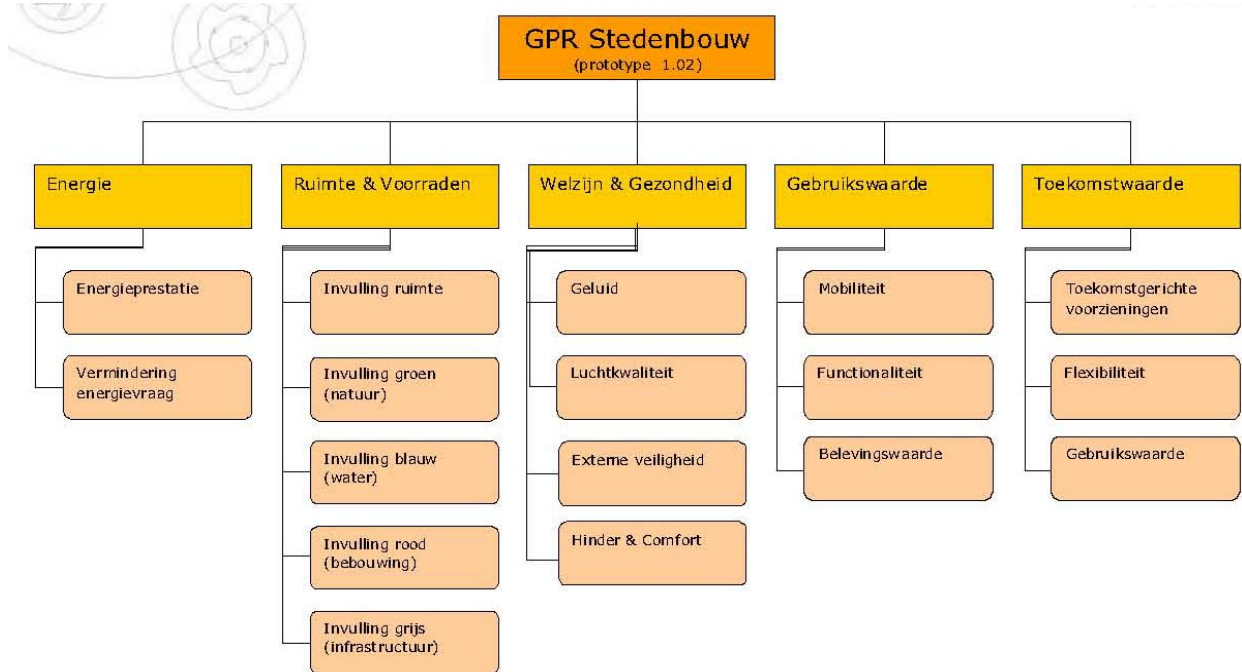 GPR Stedenbouw
(prototype 1.02)
Energie
Energieprestatie
Vermindering
energievraag
Ruimte & Voorraden
Invulling ruimte
Invulling groen
(natuur)
Invulling blauw
(water)
Invulling rood
(bebouwing)
Invulling grijs
(infrastructuur)
Welzijn & Gezondheid
Geluid
Luchtkwaliteit
Externe veiligheid
Hinder & Comfort
Gebruikswaarde
Mobiliteit
Functionaliteit
Belevingswaarde
Toekomstwaarde
Toekomstgerichte
voorzieningen
Flexibiliteit
Gebruikswaarde